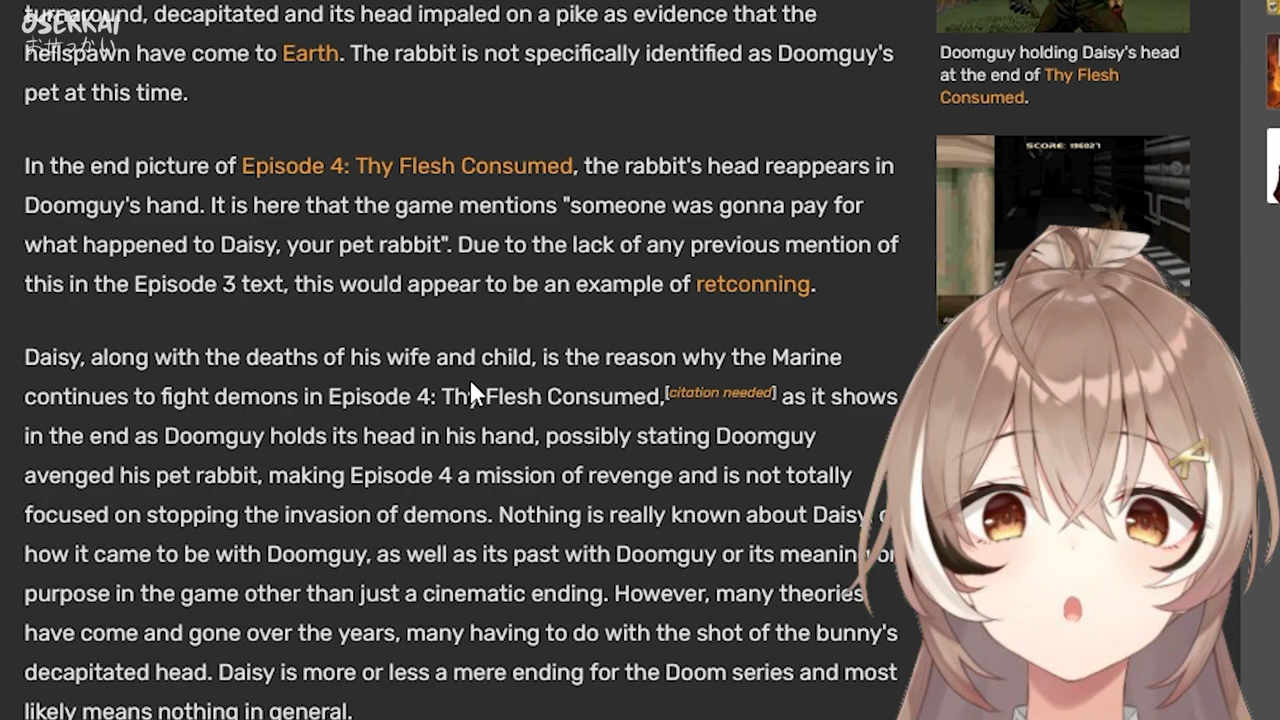 turnaround, decapitated and its head impaled on a pike as evidence that the
OSEKKAI
おせっかい
hellspawn have come to Earth. The rabbit is not specifically identified as Doomguy's
pet at this time.
In the end picture of Episode 4: Thy Flesh Consumed, the rabbit's head reappears in
Doomguy's hand. It is here that the game mentions "someone was gonna pay for
what happened to Daisy, your pet rabbit". Due to the lack of any previous mention of
this in the Episode 3 text, this would appear to be an example of retconning.
Daisy, along with the deaths of his wife and child, is the reason why the Marine
continues to fight demons in Episode 4: Thy Flesh Consumed,[citation needed] as it shows
in the end as Doomguy holds its head in his hand, possibly stating Doomguy
avenged his pet rabbit, making Episode 4 a mission of revenge and is not totally
focused on stopping the invasion of demons. Nothing is really known about Daisy,
how it came to be with Doomguy, as well as its past with Doomguy or its meaning or
purpose in the game other than just a cinematic ending. However, many theories
have come and gone over the years, many having to do with the shot of the bunny's
decapitated head. Daisy is more or less a mere ending for the Doom series and most
likely means nothing in general.
Doomguy holding Daisy's head
at the end of Thy Flesh
Consumed.
SCORE: 196827